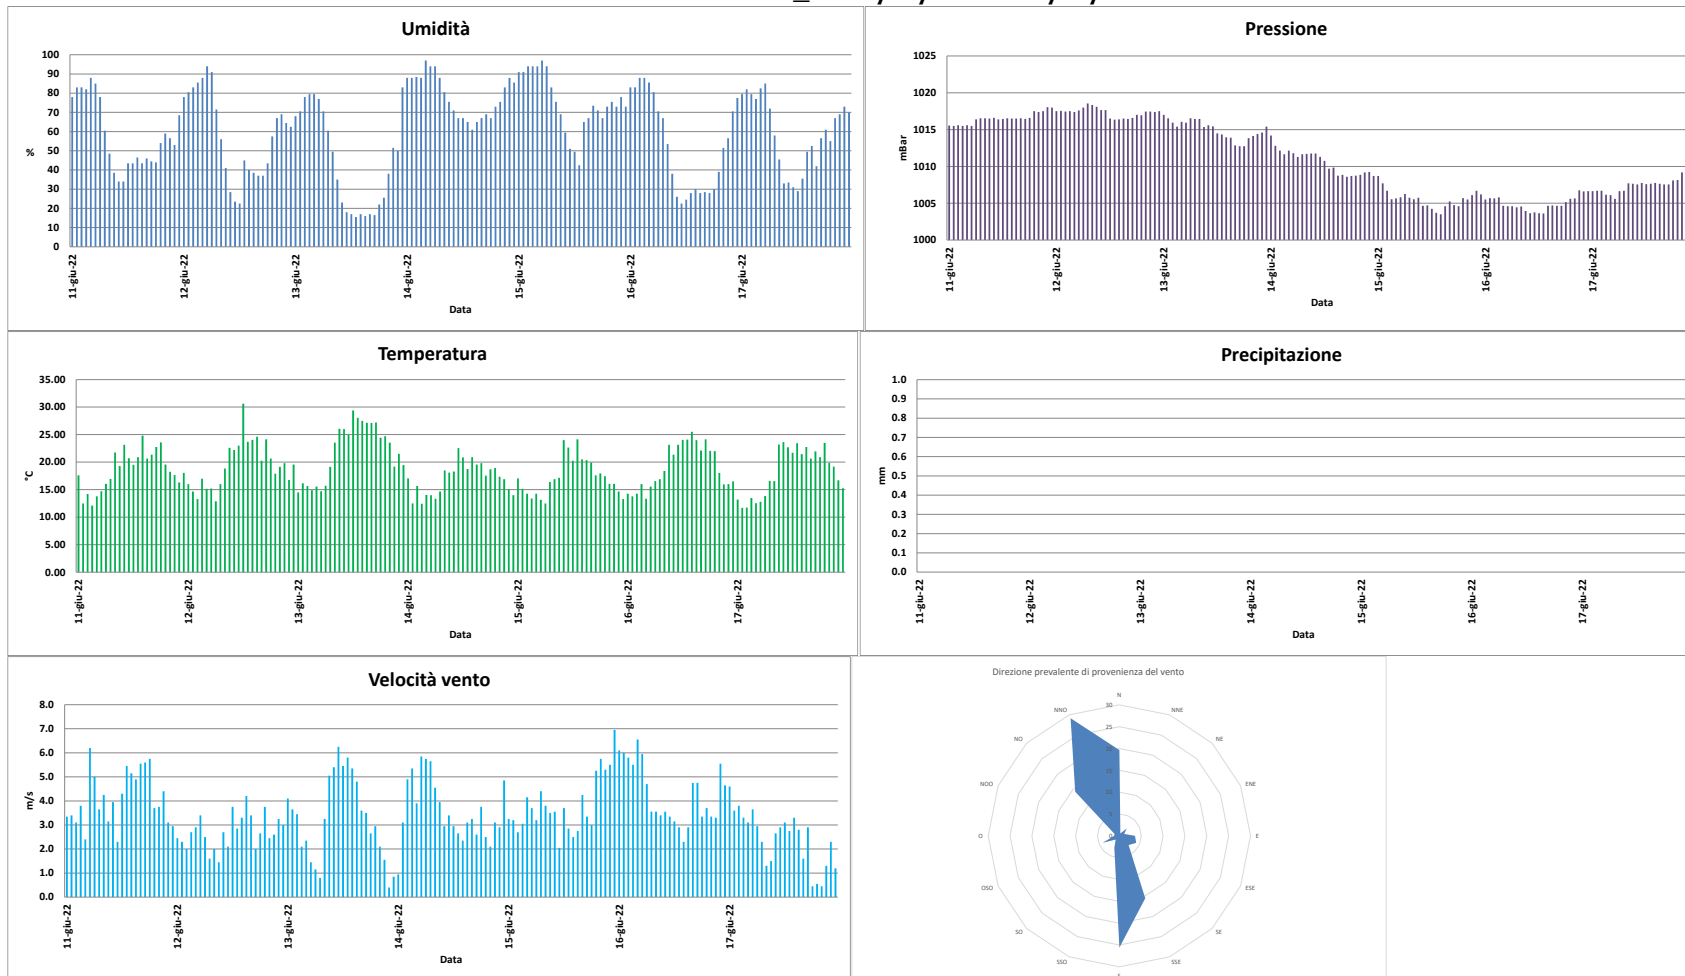 Umidità
100
90
80
70
60
50
40
30
20
10
0
%
11-giu-22
12-giu-22
13-giu-22
14-giu-22
15-giu-22
16-giu-22
17-giu-22
Data
Pressione
1025
1020
1015
1010
1005
1000
mBar
11-giu-22
12-giu-22
13-giu-22
14-giu-22
15-giu-22
16-giu-22
17-giu-22
Data
Temperatura
35.00
30.00
25.00
20.00
15.00
10.00
5.00
0.00
°C
11-giu-22
12-giu-22
13-giu-22
14-giu-22
15-giu-22
16-giu-22
17-giu-22
Data
Precipitazione
1.0
0.9
0.8
0.7
0.6
0.5
0.4
0.3
0.2
0.1
0.0
mm
11-giu-22
12-giu-22
13-giu-22
14-giu-22
15-giu-22
16-giu-22
17-giu-22
Data
Velocità vento
8.0
7.0
6.0
5.0
4.0
3.0
2.0
1.0
0.0
m/s
11-giu-22
12-giu-22
13-giu-22
14-giu-22
15-giu-22
16-giu-22
17-giu-22
Data
Direzione prevalente di provenienza del vento
N
NNE
NE
ENE
E
ESE
SE
SSE
SSO
SO
OSO
O
NOO
NO
NNO
30
25
20
15
10
5
0